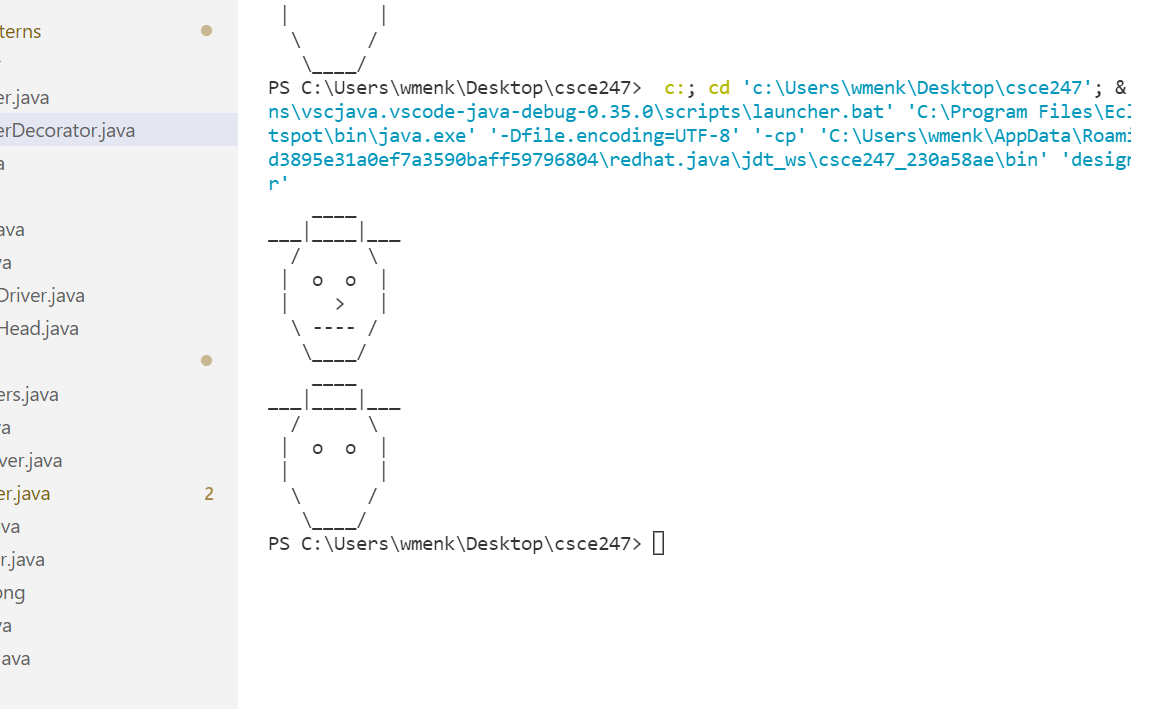 terns
er.java
erDecorator.java
a
ava
va
Driver.java
Head.java
ers.java
va
ver.java
er.java 2
ava
r.java
ong
va
ava
|        |
 \      /
  \____/
PS C:\Users\wmenk\Desktop\csce247>  c:; cd 'c:\Users\wmenk\Desktop\csce247'; &
ns\vscjava.vscode-java-debug-0.35.0\scripts\launcher.bat' 'C:\Program Files\Ecl
tspot\bin\java.exe' '-Dfile.encoding=UTF-8' '-cp' 'C:\Users\wmenk\AppData\Roami
d3895e31a0ef7a3590baff59796804\redhat.java\jdt_ws\csce247_230a58ae\bin' 'design
r'
    ____
___|____|___
  /      \
 |  o  o  |
 |    >   |
  \ ---- /
   \____/
    ____
___|____|___
  /      \
 |  o  o  |
 |        |
  \      /
   \____/
PS C:\Users\wmenk\Desktop\csce247>